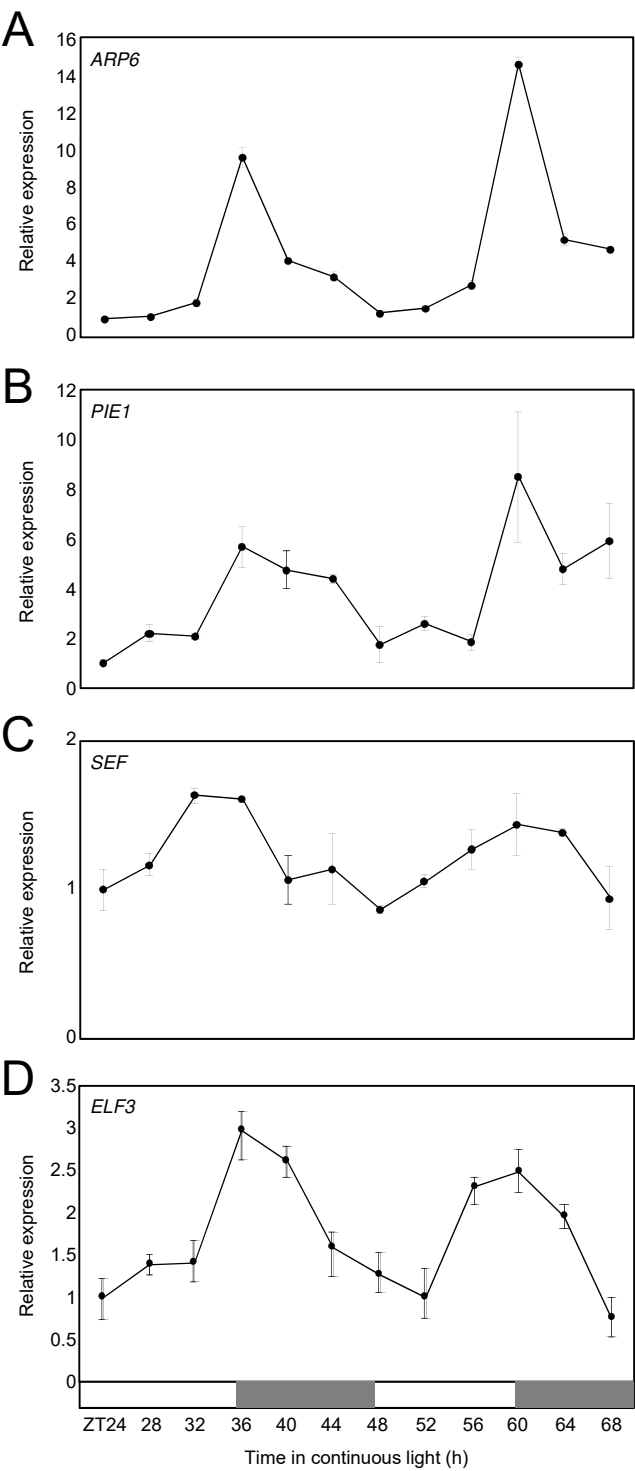 A
ARP6
Relative expression
16
14
12
10
8
6
4
2
0
B
PIE1
Relative expression
12
10
8
6
4
2
0
C
SEF
Relative expression
2
1
0
D
ELF3
Relative expression
3.5
3
2.5
2
1.5
1
0.5
0
ZT24 28 32 36 40 44 48 52 56 60 64 68
Time in continuous light (h)